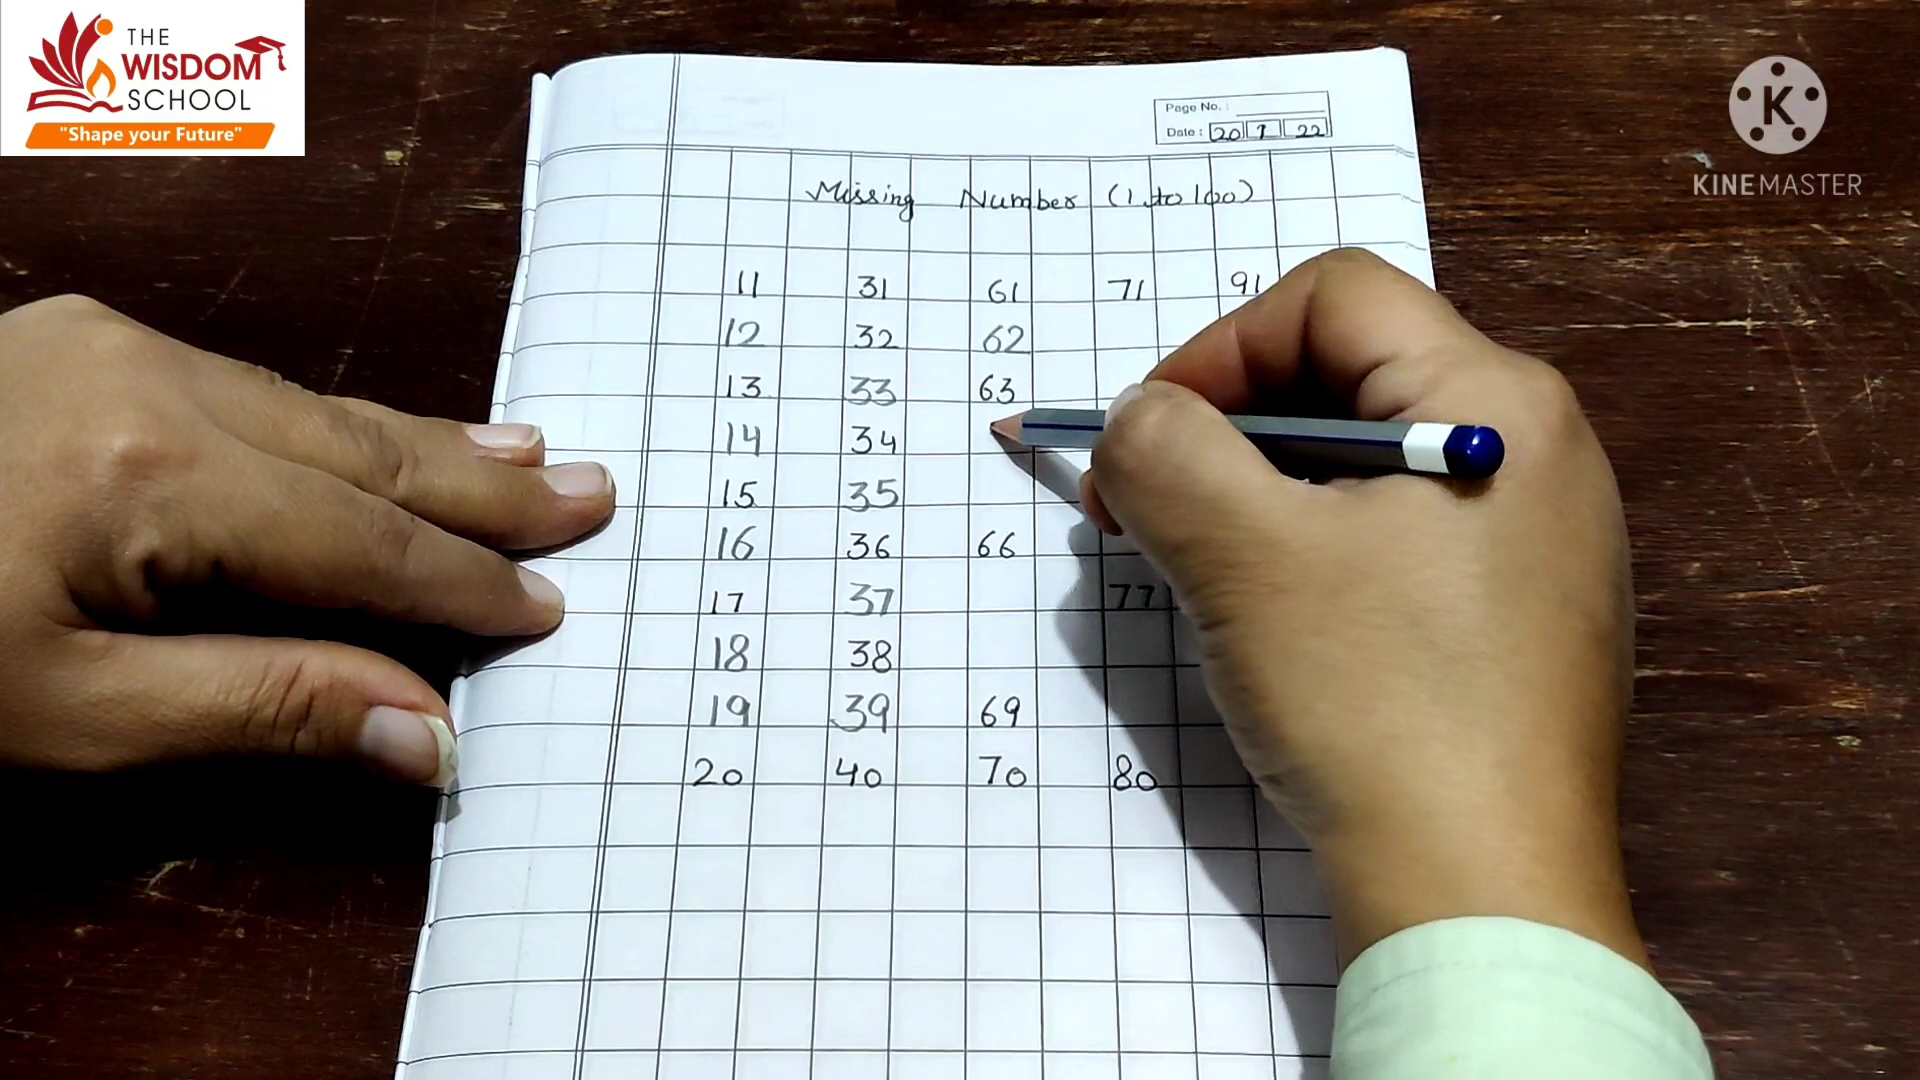 THE
WISDOM
SCHOOL
"Shape your Future"
K
KINEMASTER
Page No. :
Date : 20 1 22
Missing Number (1 to 100)
11 31 61 71 91
12 32 62
13 33 63
14 34
15 35
16 36 66
17 37 77
18 38
19 39 69
20 40 70 80